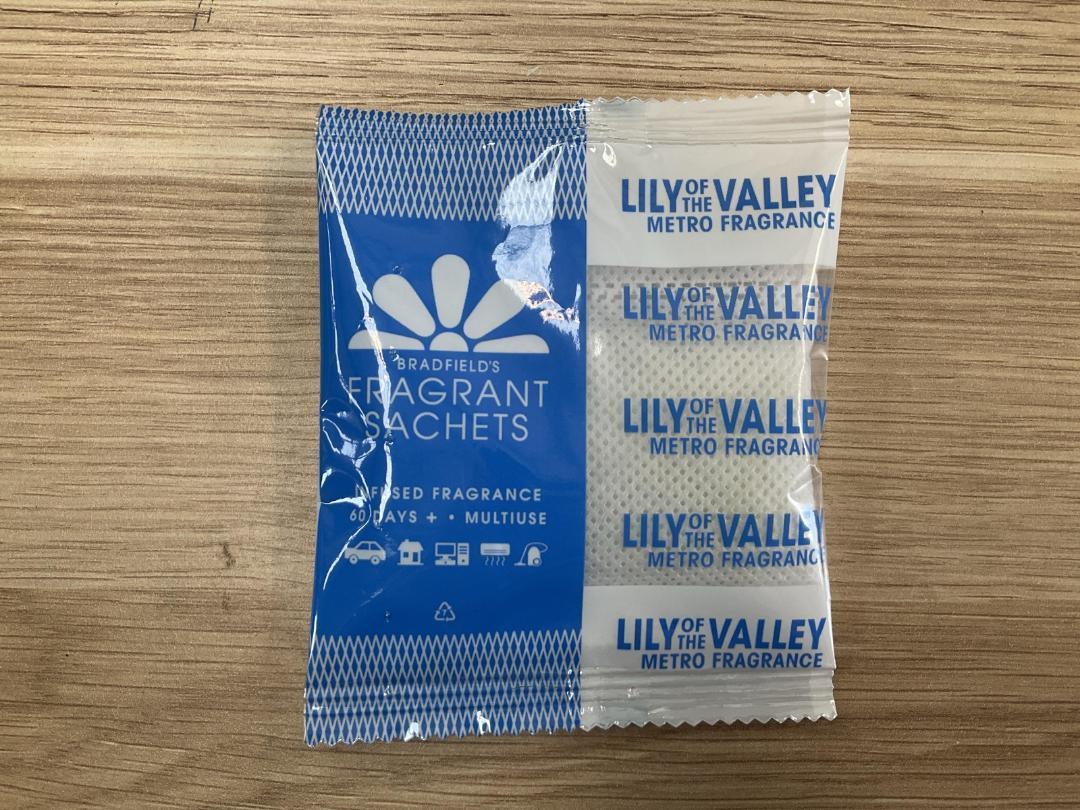 BRADFIELD'S
FRAGRANT
SACHETS
INFUSED FRAGRANCE
60 DAYS + • MULTIUSE
7
LILY OF THE VALLEY
METRO FRAGRANCE
LILY OF THE VALLEY
METRO FRAGRANCE
LILY OF THE VALLEY
METRO FRAGRANCE
LILY OF THE VALLEY
METRO FRAGRANCE
LILY OF THE VALLEY
METRO FRAGRANCE